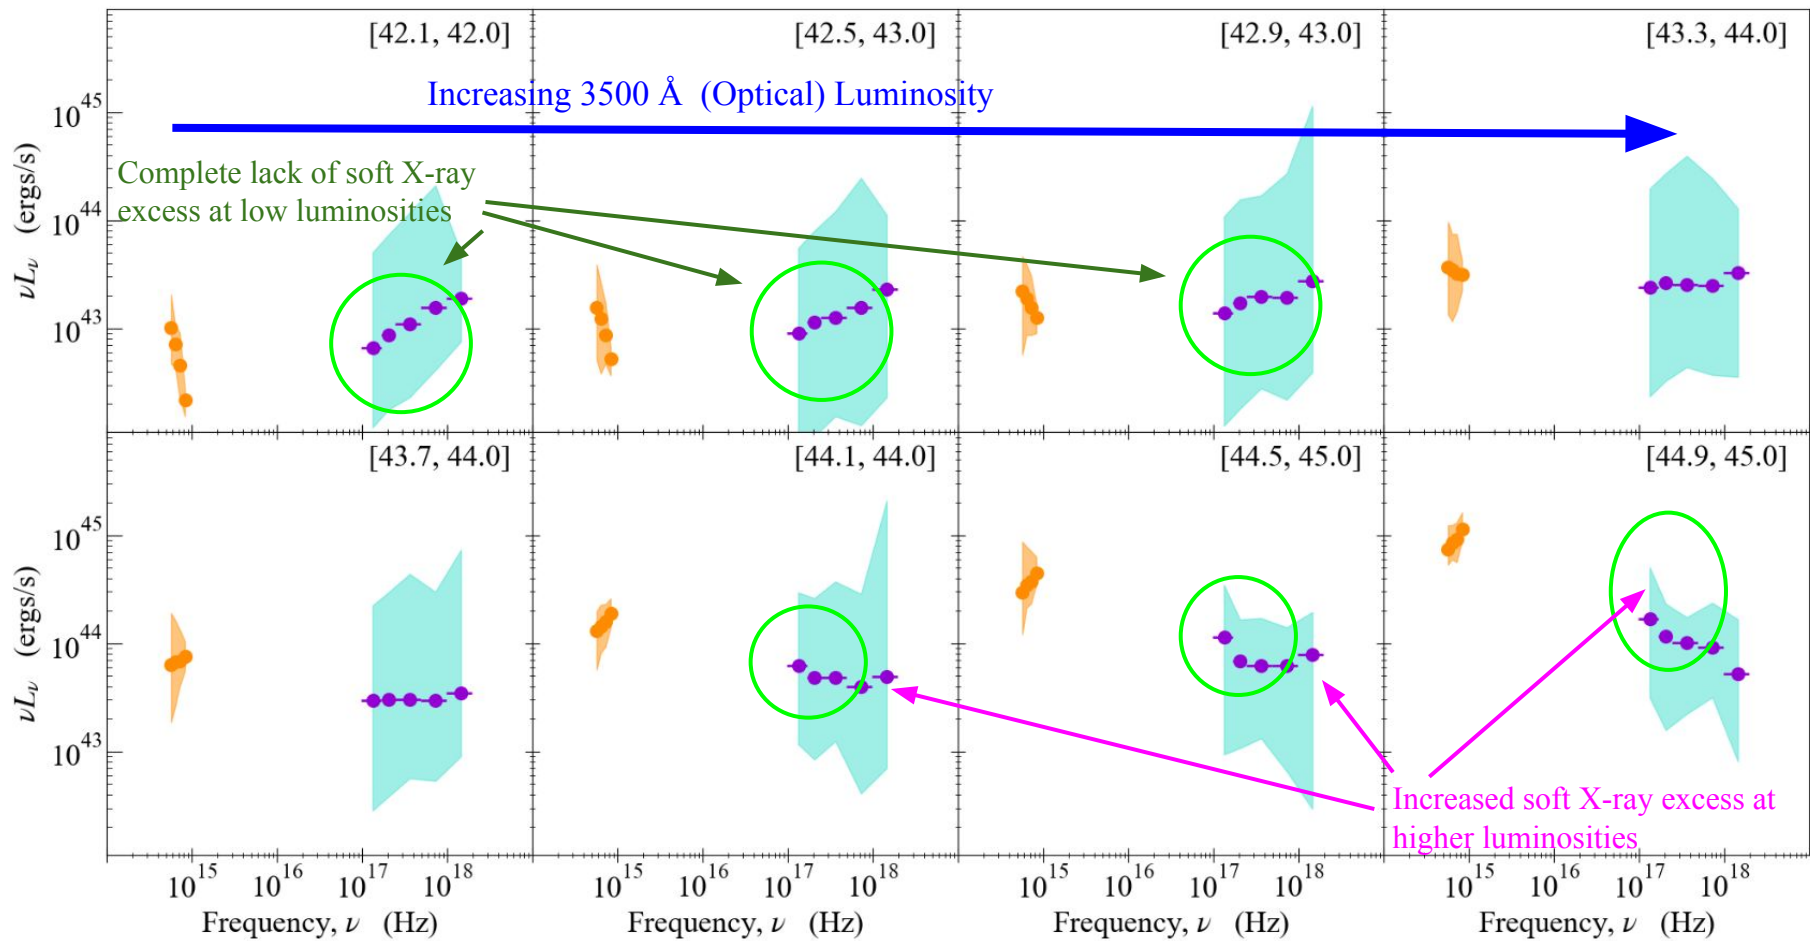 [42.1, 42.0]
[42.5, 43.0]
[42.9, 43.0]
[43.3, 44.0]
Increasing 3500 Å (Optical) Luminosity
Complete lack of soft X-ray
excess at low luminosities
10^45
10^44
10^43
νL_ν (ergs/s)
[43.7, 44.0]
[44.1, 44.0]
[44.5, 45.0]
[44.9, 45.0]
10^45
10^44
10^43
νL_ν (ergs/s)
Increased soft X-ray excess at
higher luminosities
10^15 10^16 10^17 10^18
10^15 10^16 10^17 10^18
10^15 10^16 10^17 10^18
10^15 10^16 10^17 10^18
Frequency, ν (Hz)
Frequency, ν (Hz)
Frequency, ν (Hz)
Frequency, ν (Hz)